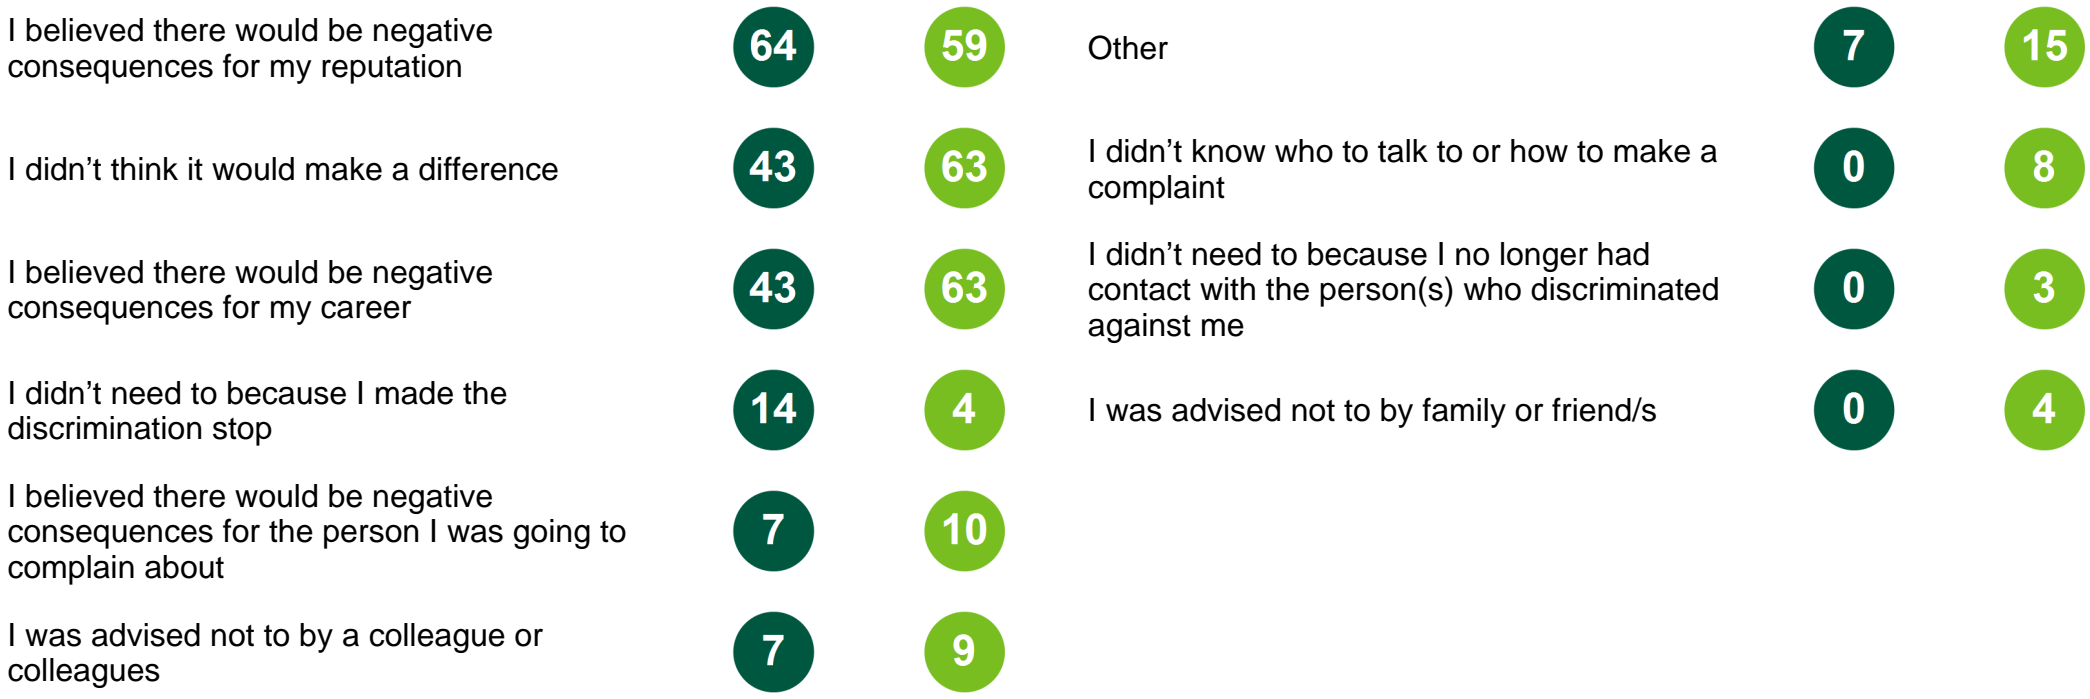 I believed there would be negative
consequences for my reputation
64
59
I didn’t think it would make a difference
43
63
I believed there would be negative
consequences for my career
43
63
I didn’t need to because I made the
discrimination stop
14
4
I believed there would be negative
consequences for the person I was going to
complain about
7
10
I was advised not to by a colleague or
colleagues
7
9
Other
7
15
I didn’t know who to talk to or how to make a
complaint
0
8
I didn’t need to because I no longer had
contact with the person(s) who discriminated
against me
0
3
I was advised not to by family or friend/s
0
4